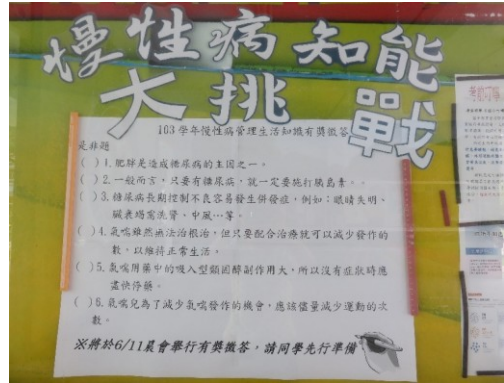 慢性病知能
大挑戰
103學年慢性病管理生活知識有獎徵答
是非題
( )1.肥胖是造成糖尿病的主因之一。
( )2.一般而言，只要有糖尿病，就一定要施打胰島素。
( )3.糖尿病長期控制不良容易發生併發症，例如：眼睛失明、
臟衰竭需洗腎、中風…等。
( )4.氣喘雖然無法根治，但只要配合治療就可以減少發作的
數，以維持正常生活。
( )5.氣喘用藥中的吸入型類固醇副作用大，所以沒有症狀時應
盡快停藥。
( )6.氣喘兒為了減少氣喘發作的機會，應該儘量減少運動的次
數。
※將於6/11晨會舉行有獎徵答，請同學先行準備